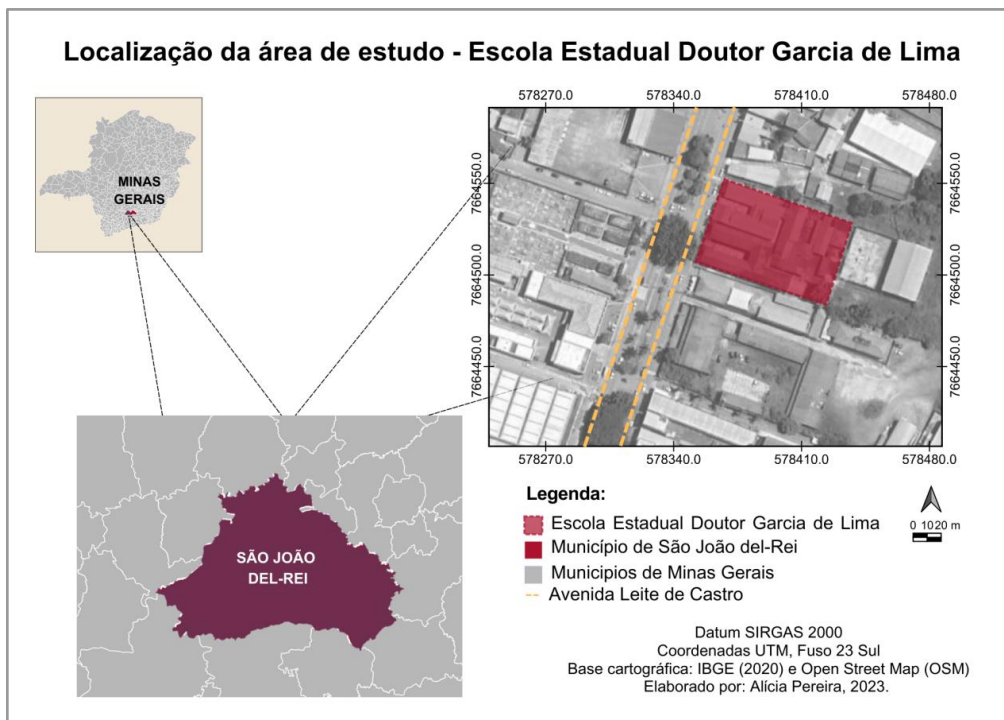 Localização da área de estudo - Escola Estadual Doutor Garcia de Lima
MINAS
GERAIS
578270.0
578340.0
578410.0
578480.0
7664550.0
7664500.0
7664450.0
7664550.0
7664500.0
7664450.0
578270.0
578340.0
578410.0
578480.0
SÃO JOÃO
DEL-REI
Legenda:
Escola Estadual Doutor Garcia de Lima
Município de São João del-Rei
Municipios de Minas Gerais
Avenida Leite de Castro
0 1020 m
Datum SIRGAS 2000
Coordenadas UTM, Fuso 23 Sul
Base cartográfica: IBGE (2020) e Open Street Map (OSM)
Elaborado por: Alícia Pereira, 2023.